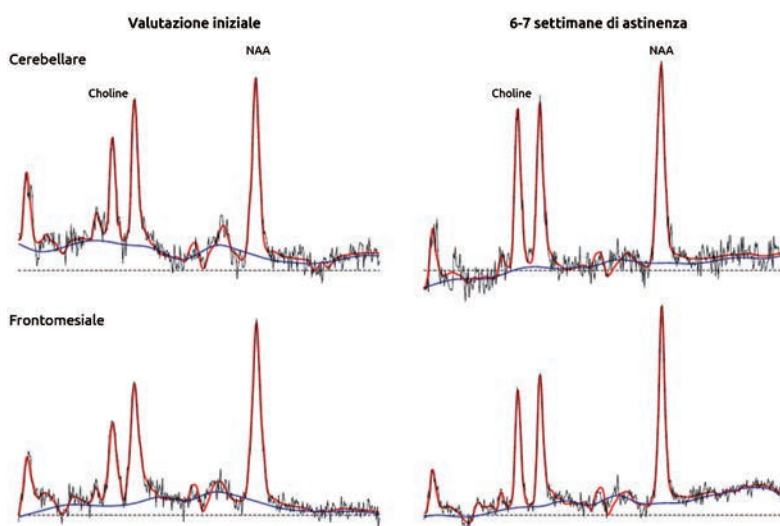 Valutazione iniziale
6-7 settimane di astinenza
Cerebellare
NAA
Choline
NAA
Choline
Frontomesiale